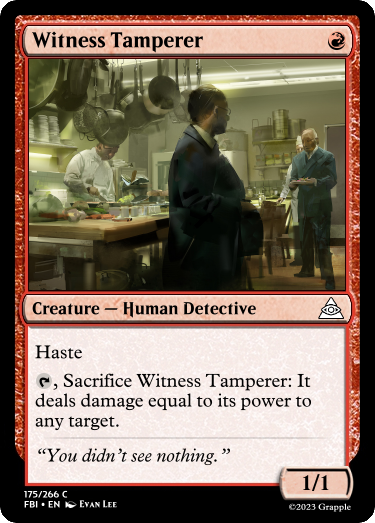 Witness Tamperer
Creature — Human Detective
Haste
, Sacrifice Witness Tamperer: It
deals damage equal to its power to
any target.
“You didn’t see nothing.”
1/1
175/266 C
FBI • EN Evan Lee
©2023 Grapple